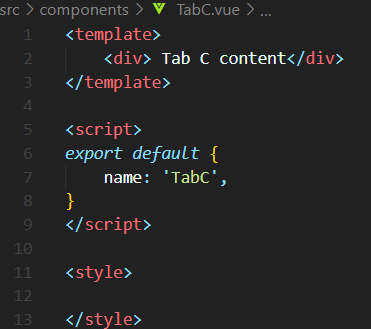 src > components > TabC.vue > ...
1 <template>
2     <div> Tab C content</div>
3 </template>
4
5 <script>
6 export default {
7     name: 'TabC',
8 }
9 </script>
10
11 <style>
12
13 </style>